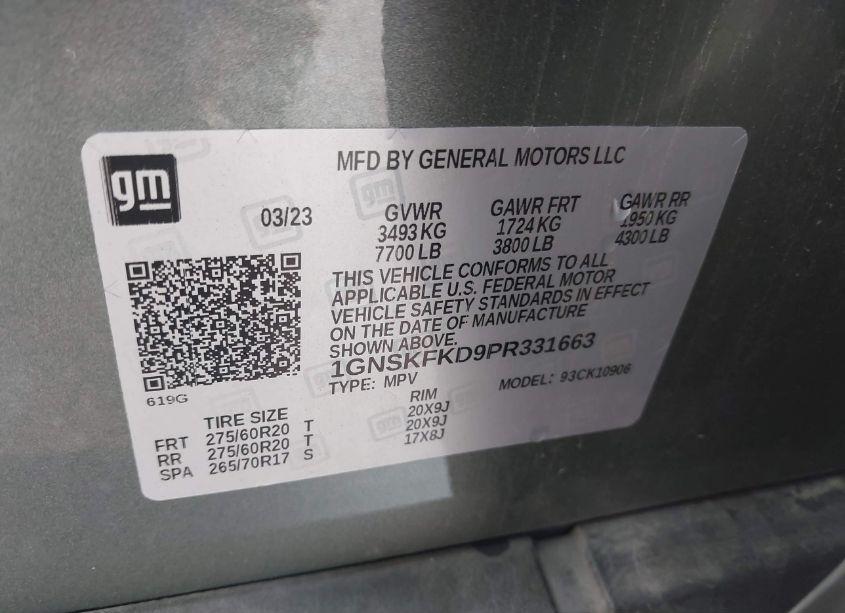 gm
MFD BY GENERAL MOTORS LLC
03/23
GVWR GAWR FRT GAWR RR
3493 KG 1724 KG 1950 KG
7700 LB 3800 LB 4300 LB
THIS VEHICLE CONFORMS TO ALL
APPLICABLE U.S. FEDERAL MOTOR
VEHICLE SAFETY STANDARDS IN EFFECT
ON THE DATE OF MANUFACTURE
SHOWN ABOVE.
1GNSKFKD9PR331663
TYPE: MPV MODEL: 93CK10906
619G
TIRE SIZE RIM
FRT 275/60R20 T 20X9J
RR 275/60R20 T 20X9J
SPA 265/70R17 S 17X8J